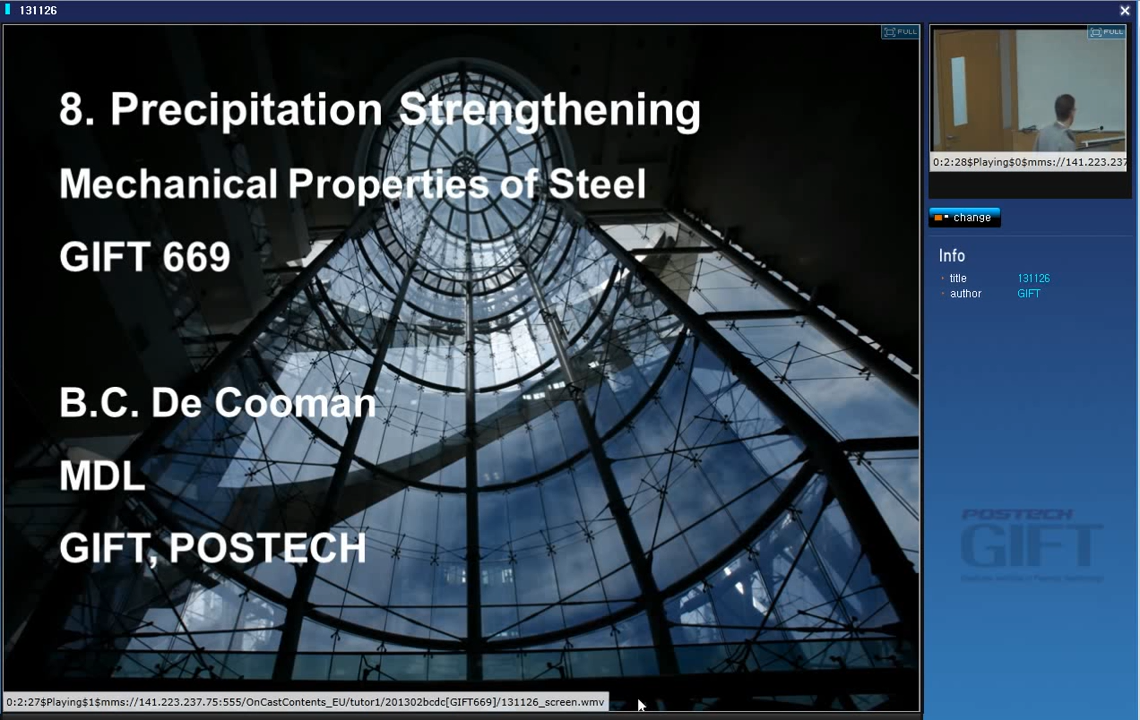 131126
FULL
8. Precipitation Strengthening
Mechanical Properties of Steel
GIFT 669
B.C. De Cooman
MDL
GIFT, POSTECH
0:2:27$Playing$1$mms://141.223.237.75:555/OnCastContents_EU/tutor1/201302bcdc[GIFT669]/131126_screen.wmv
FULL
0:2:28$Playing$0$mms://141.223.237
change
Info
title 131126
author GIFT
POSTECH
GIFT